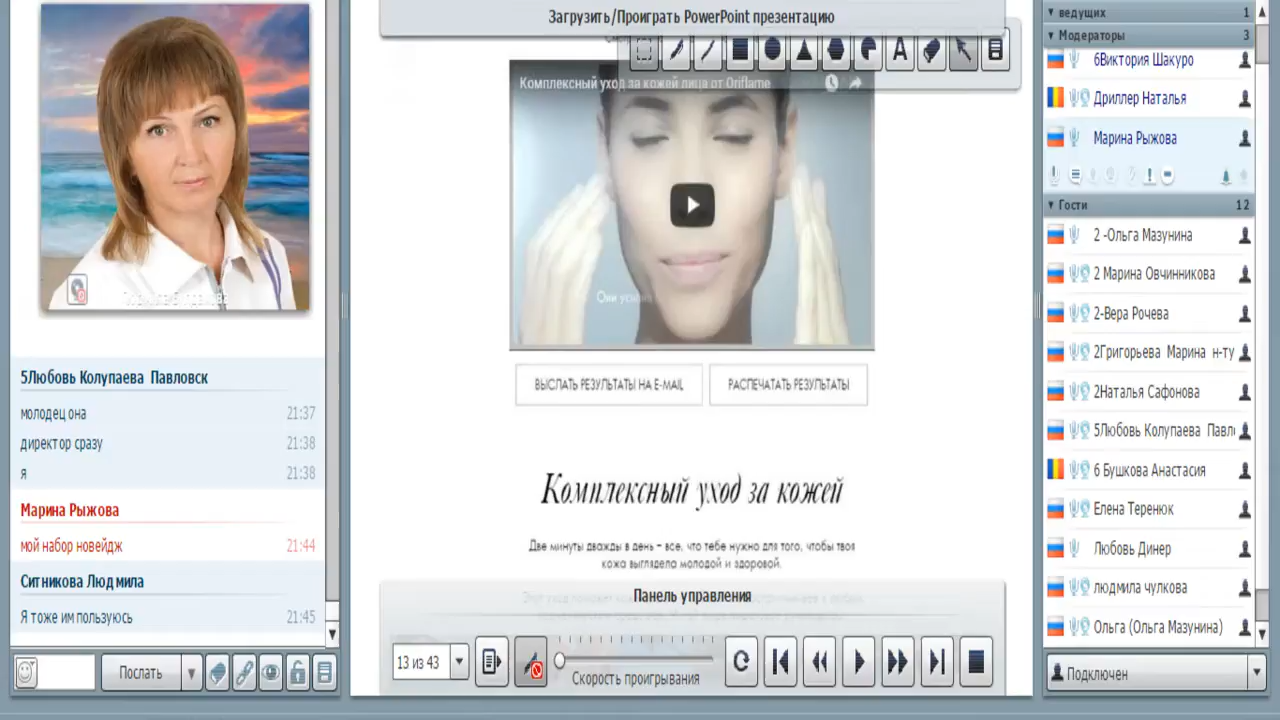 5Любовь Колупаева Павловск
молодец она 21:37
директор сразу 21:38
я 21:38
Марина Рыжова
мой набор новейдж 21:44
Ситникова Людмила
Я тоже им пользуюсь 21:45
Послать
Загрузить/Проиграть PowerPoint презентацию
A
Комплексный уход за кожей лица от Oriflame
Они
ВЫСЛАТЬ РЕЗУЛЬТАТЫ НА E-MAIL
РАСПЕЧАТАТЬ РЕЗУЛЬТАТЫ
Комплексный уход за кожей
Две минуты дважды в день – все, что тебе нужно для того, чтобы твоя
кожа выглядела молодой и здоровой.
Панель управления
13 из 43
Скорость проигрывания
ведущих 1
Модераторы 3
6Виктория Шакуро
Дриллер Наталья
Марина Рыжова
Гости 12
2 -Ольга Мазунина
2 Марина Овчинникова
2-Вера Рочева
2Григорьева Марина н-ту
2Наталья Сафонова
5Любовь Колупаева Павл
6 Бушкова Анастасия
Елена Теренюк
Любовь Динер
людмила чулкова
Ольга (Ольга Мазунина)
Подключен